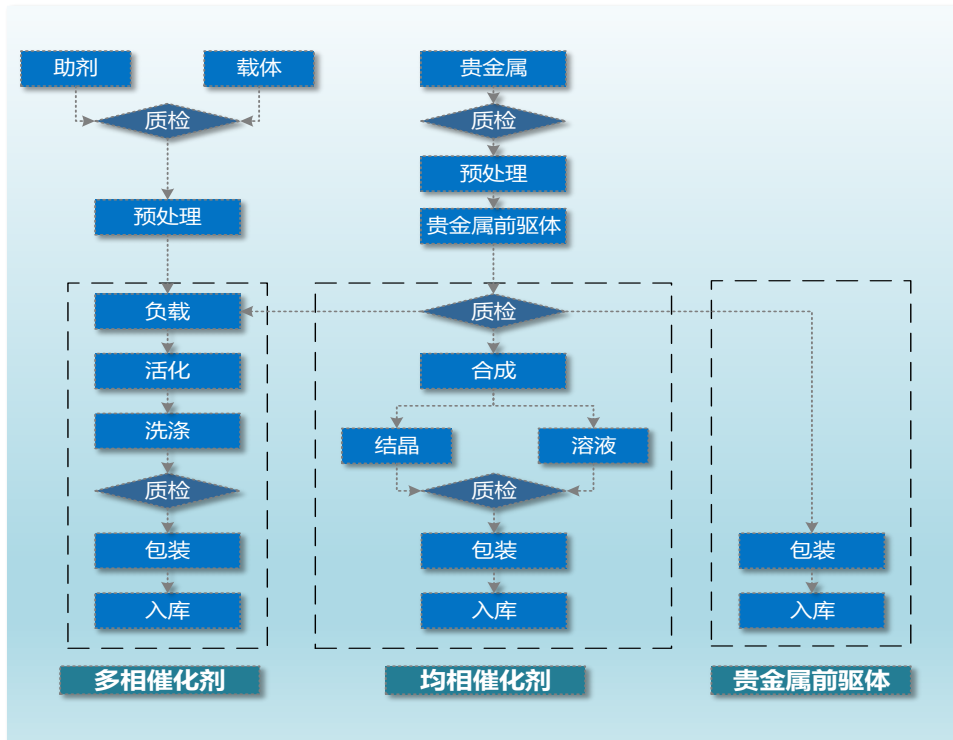 助剂
载体
贵金属
质检
质检
预处理
预处理
贵金属前驱体
负载
质检
活化
合成
洗涤
结晶
溶液
质检
质检
包装
包装
包装
入库
入库
入库
多相催化剂
均相催化剂
贵金属前驱体